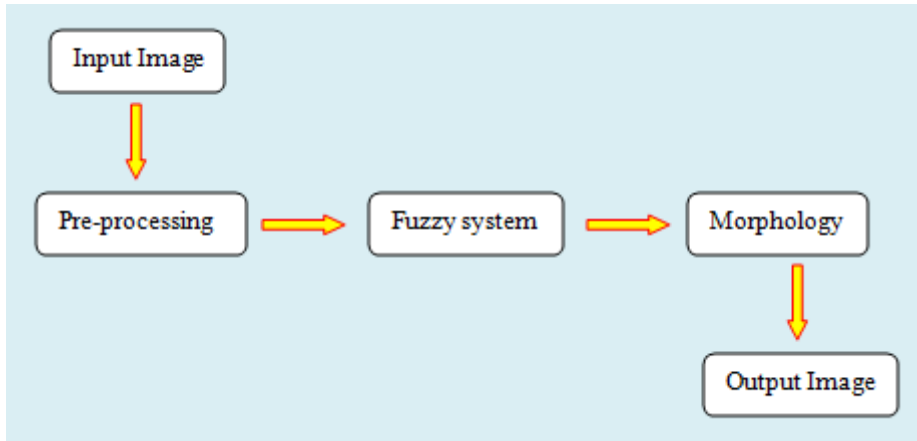 Input Image
Pre-processing
Fuzzy system
Morphology
Output Image